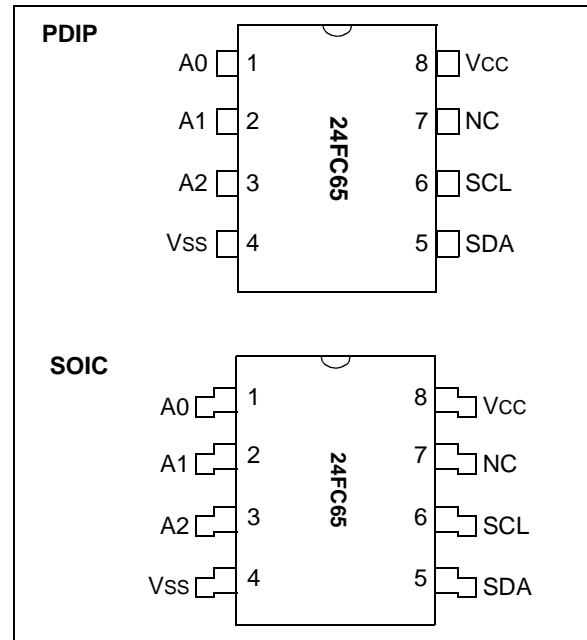 PDIP
A0 1 8 VCC
A1 2 7 NC
24FC65
A2 3 6 SCL
VSS 4 5 SDA
SOIC
A0 1 8 VCC
A1 2 7 NC
24FC65
A2 3 6 SCL
VSS 4 5 SDA